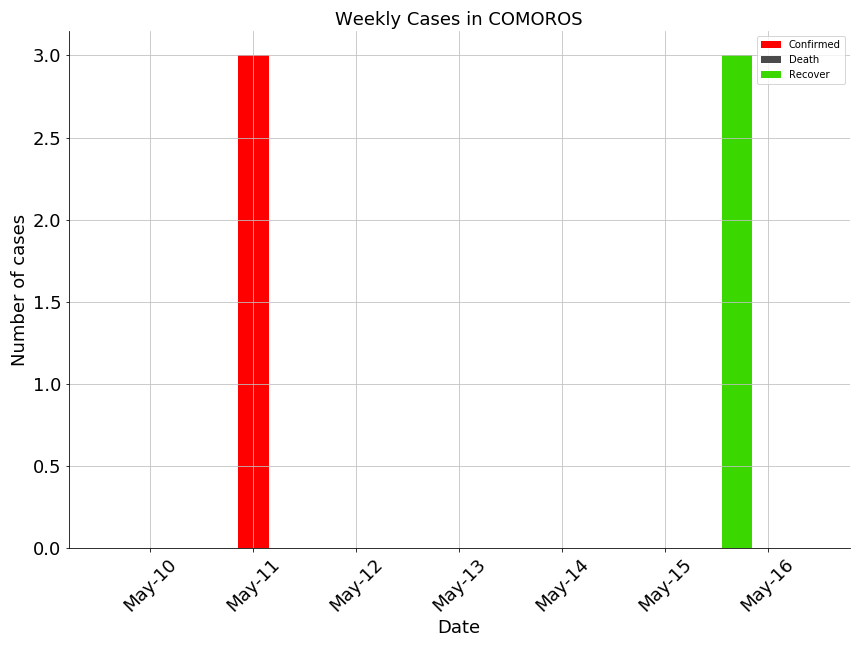 Weekly Cases in COMOROS
Confirmed
Death
Recover
3.0
2.5
2.0
1.5
1.0
0.5
0.0
Number of cases
May-10
May-11
May-12
May-13
May-14
May-15
May-16
Date